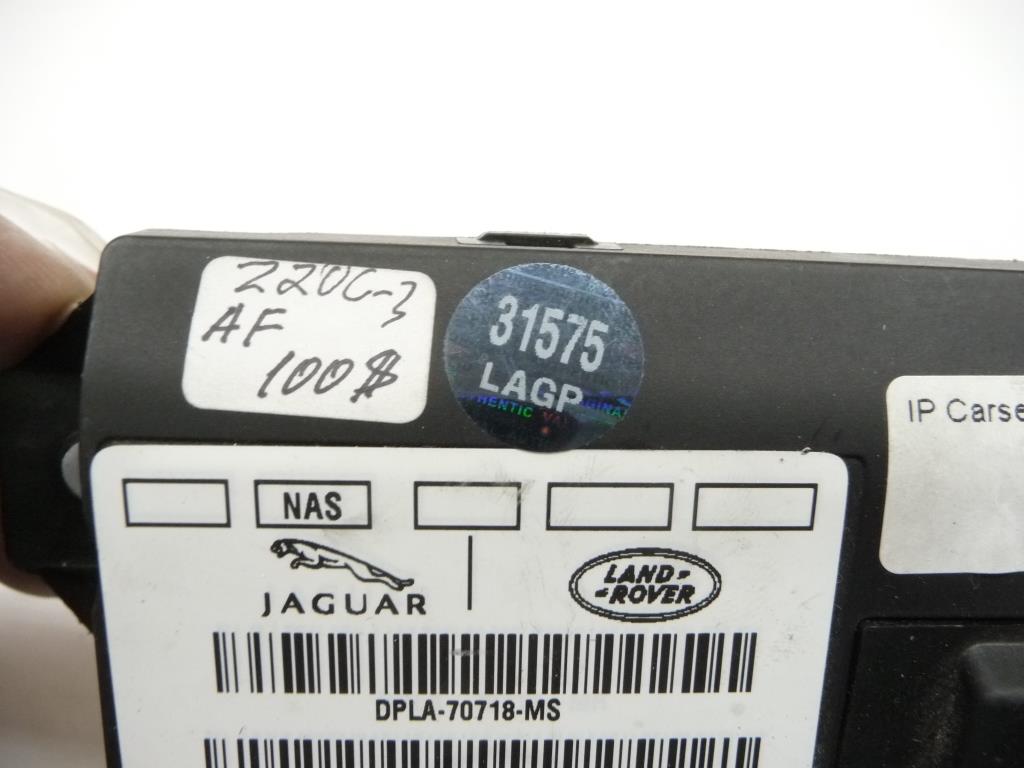 220C-3
AF
100$
31575
LAGP
IP Carse
NAS
JAGUAR
LAND-
-ROVER
DPLA-70718-MS